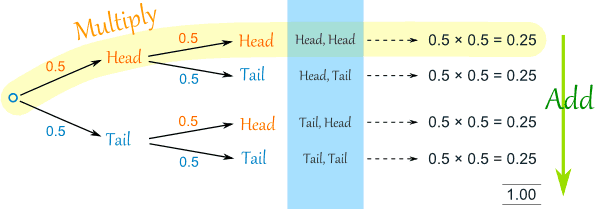 Multiply
0.5 Head 0.5 Head Head, Head 0.5 × 0.5 = 0.25
0.5 Tail Head, Tail 0.5 × 0.5 = 0.25
Add
0.5 Tail 0.5 Head Tail, Head 0.5 × 0.5 = 0.25
0.5 Tail Tail, Tail 0.5 × 0.5 = 0.25
1.00